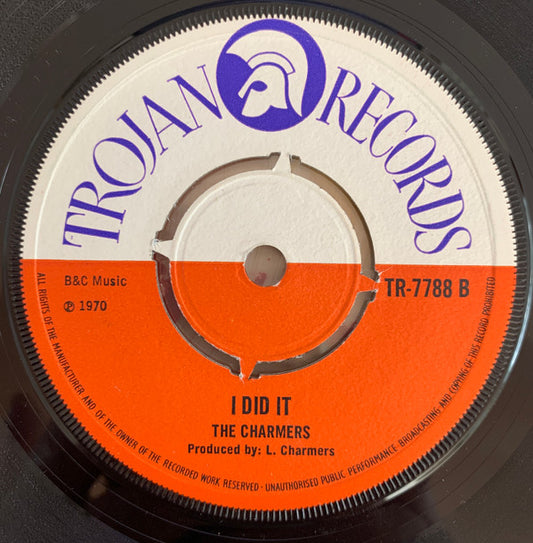 TROJAN RECORDS
B&C Music
℗ 1970
TR-7788 B
I DID IT
THE CHARMERS
Produced by: L. Charmers
ALL RIGHTS OF THE MANUFACTURER AND OF THE OWNER OF THE RECORDED WORK RESERVED · UNAUTHORISED PUBLIC PERFORMANCE BROADCASTING AND COPYING OF THIS RECORD PROHIBITED